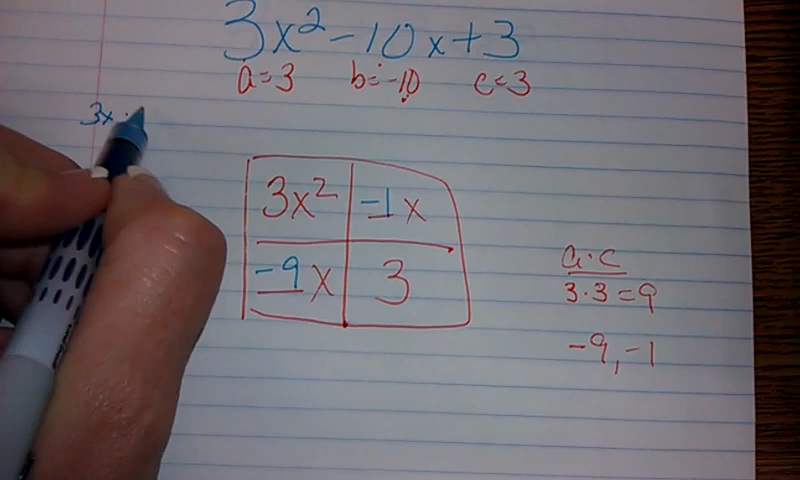 3x² - 10x + 3
a = 3 b = -10 c = 3
3x
3x² -1x
-9x 3
a·c
3·3 = 9
-9, -1